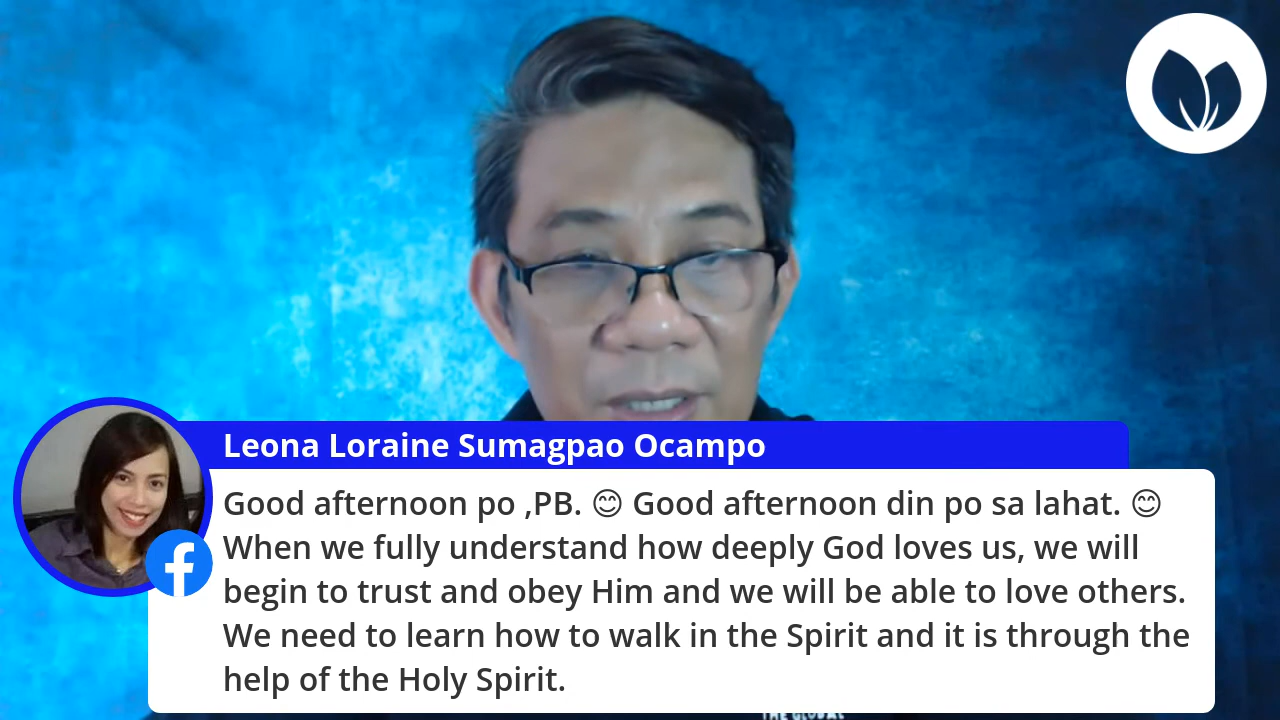 Leona Loraine Sumagpao Ocampo
Good afternoon po ,PB. 😊 Good afternoon din po sa lahat. 😊
When we fully understand how deeply God loves us, we will
begin to trust and obey Him and we will be able to love others.
We need to learn how to walk in the Spirit and it is through the
help of the Holy Spirit.
THE GLOBAL